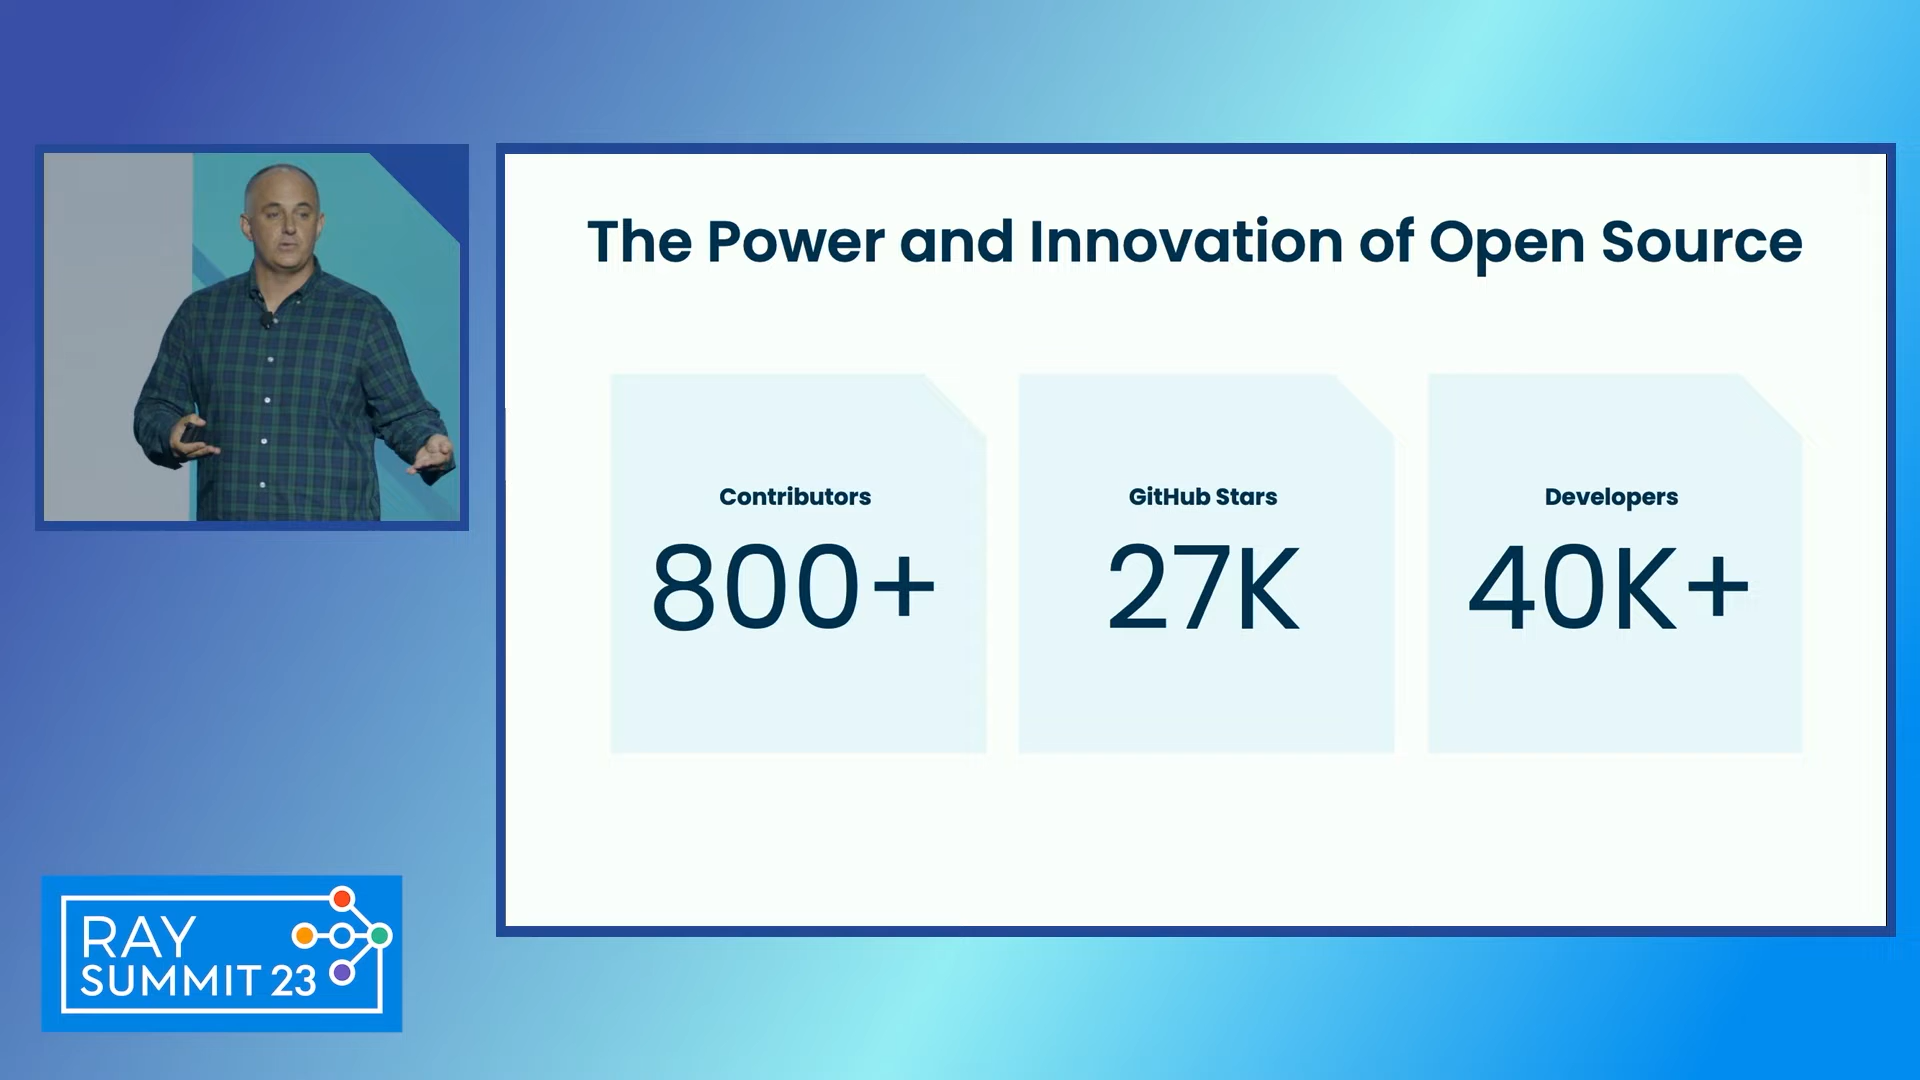 The Power and Innovation of Open Source
Contributors
800+
GitHub Stars
27K
Developers
40K+
RAY
SUMMIT 23